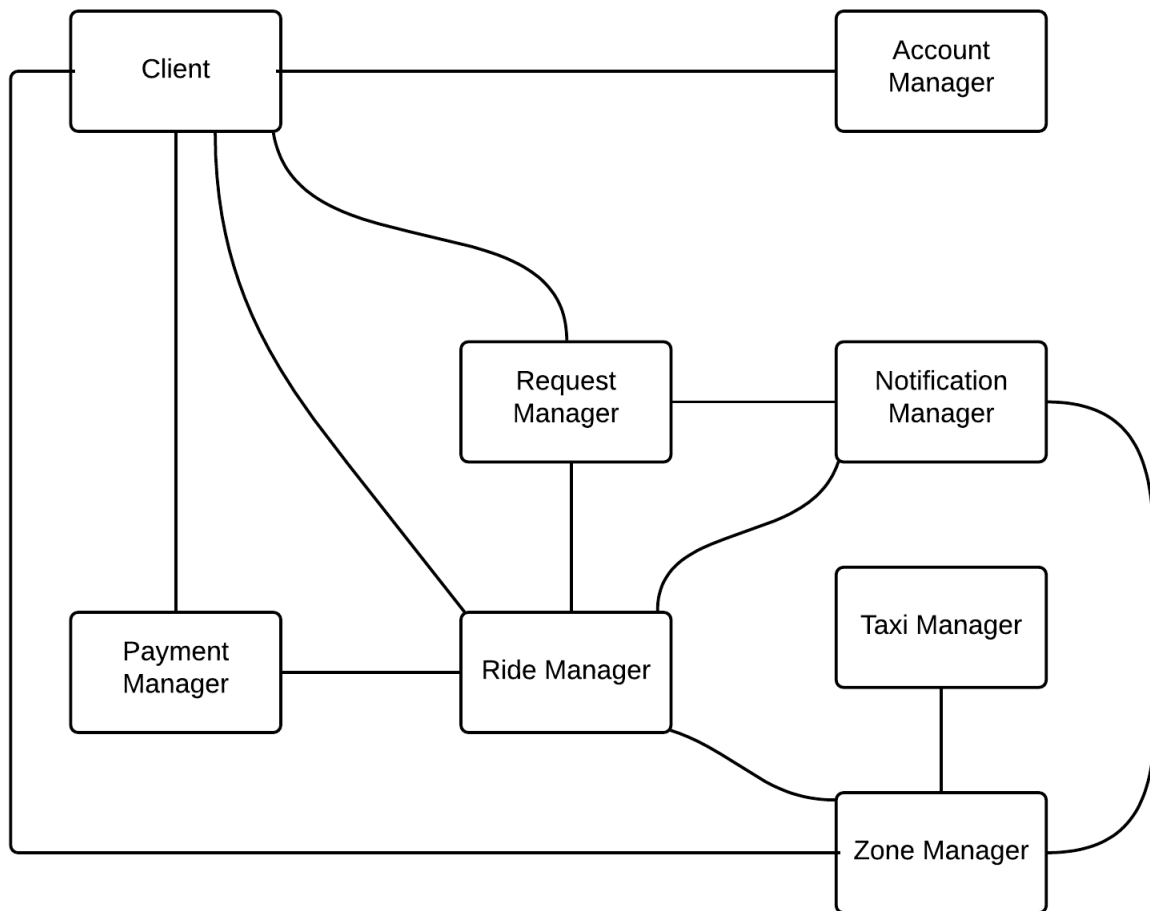 Client
Account
Manager
Request
Manager
Notification
Manager
Payment
Manager
Ride Manager
Taxi Manager
Zone Manager